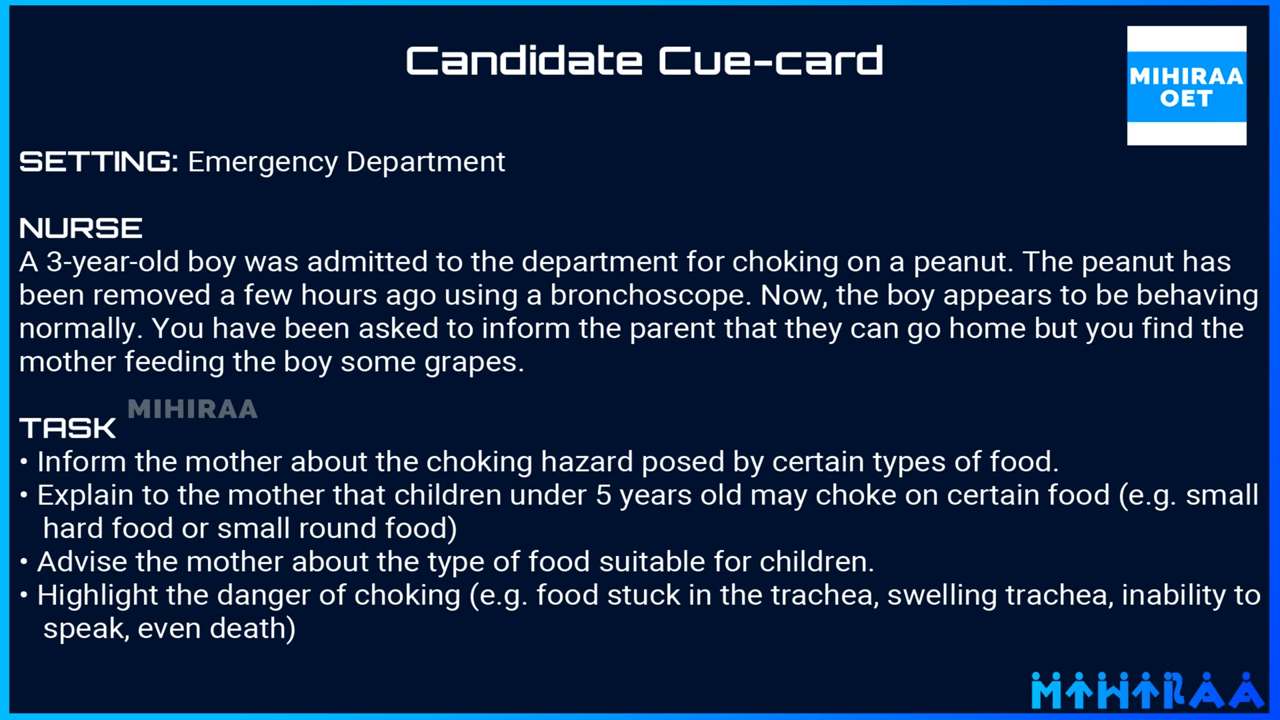 Candidate Cue-card
MIHIRAA
OET
SETTING: Emergency Department
NURSE
A 3-year-old boy was admitted to the department for choking on a peanut. The peanut has
been removed a few hours ago using a bronchoscope. Now, the boy appears to be behaving
normally. You have been asked to inform the parent that they can go home but you find the
mother feeding the boy some grapes.
MIHIRAA
TASK
• Inform the mother about the choking hazard posed by certain types of food.
• Explain to the mother that children under 5 years old may choke on certain food (e.g. small
hard food or small round food)
• Advise the mother about the type of food suitable for children.
• Highlight the danger of choking (e.g. food stuck in the trachea, swelling trachea, inability to
speak, even death)
MIHIRAA